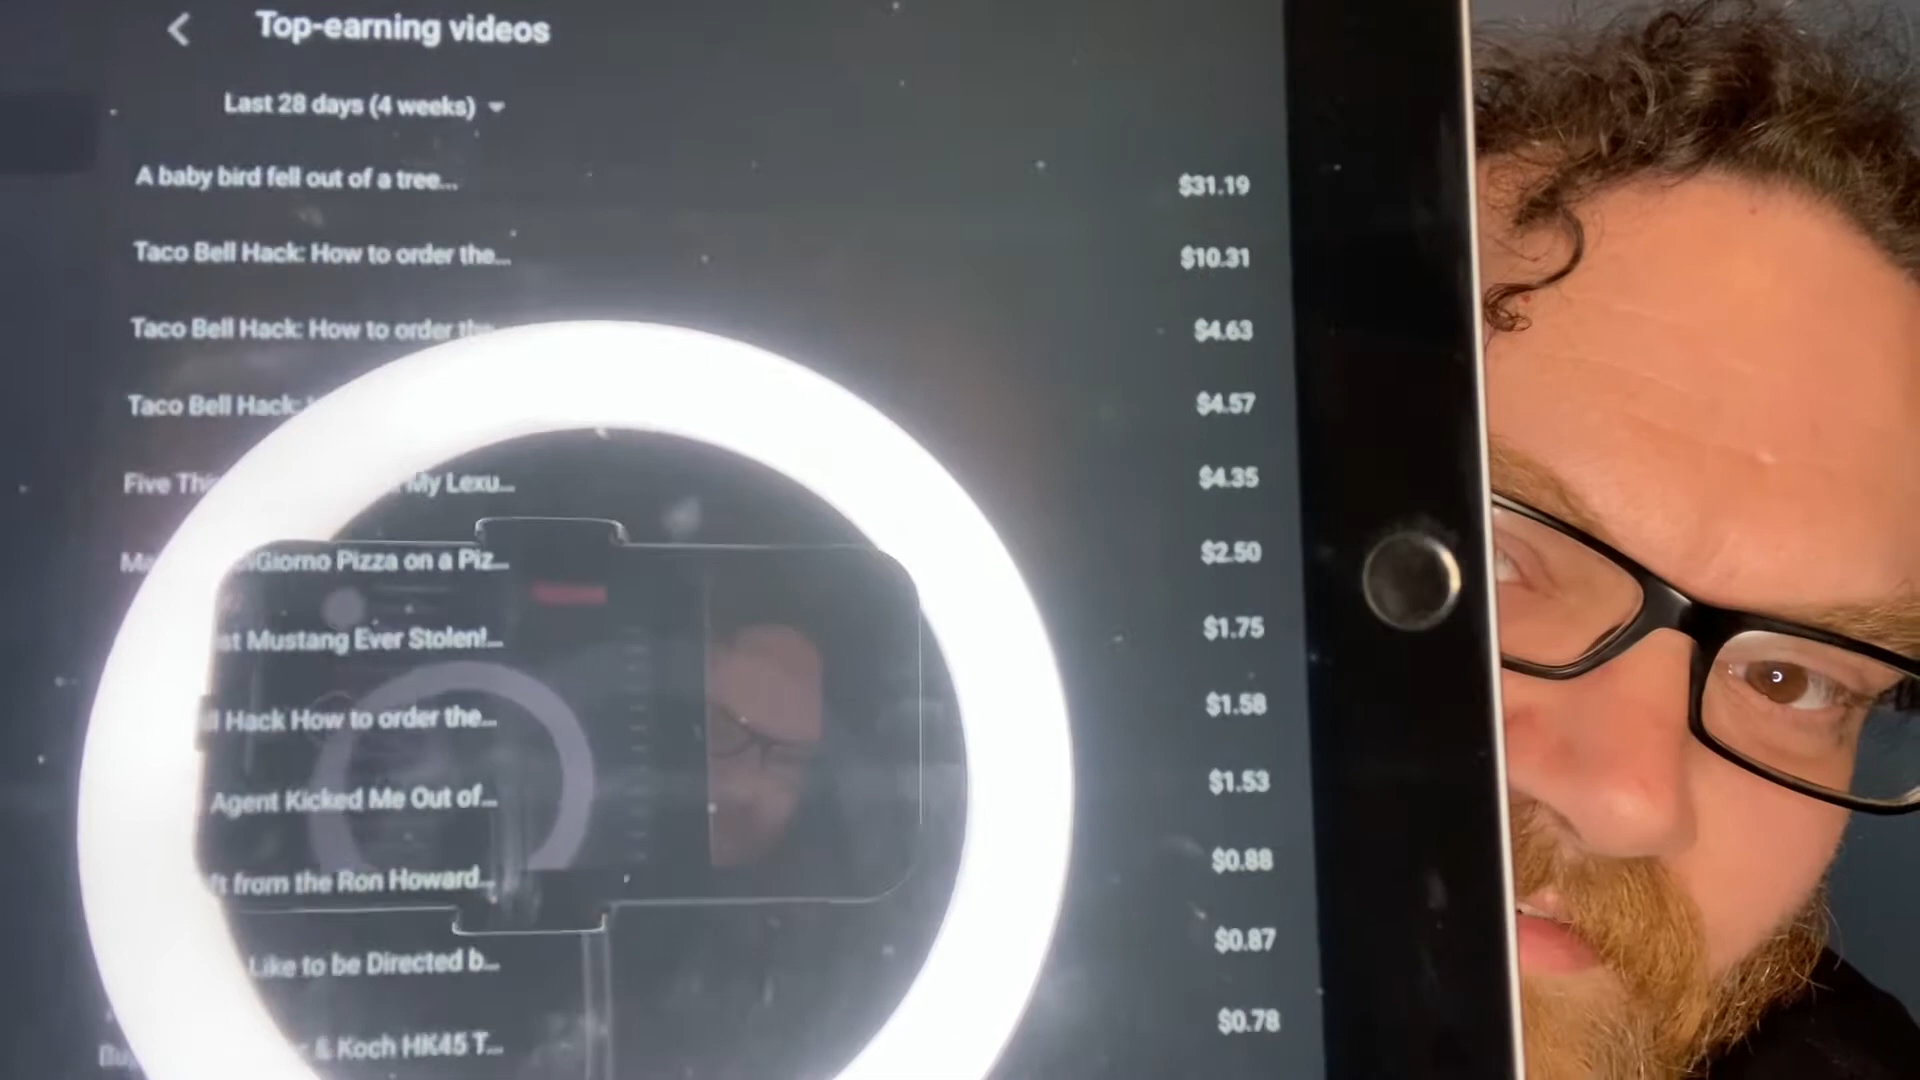 Top-earning videos
Last 28 days (4 weeks)
A baby bird fell out of a tree... $31.19
Taco Bell Hack: How to order the... $10.31
Taco Bell Hack: How to order the $4.63
Taco Bell Hack: $4.57
Five My Lexu... $4.35
Giorno Pizza on a Piz... $2.50
Mustang Ever Stolen!... $1.75
Hack How to order the... $1.58
Agent Kicked Me Out of... $1.53
from the Ron Howard... $0.88
Like to be Directed b... $0.87
& Koch HK45 T... $0.78